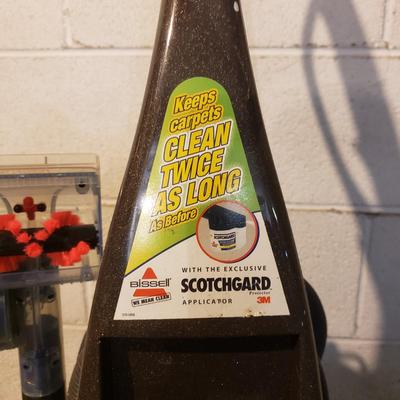 Keeps
carpets
CLEAN
TWICE
AS LONG
As Before
SCOTCHGARD
WITH THE EXCLUSIVE
BISSELL
WE MEAN CLEAN
SCOTCHGARD
Protector
3M
APPLICATOR